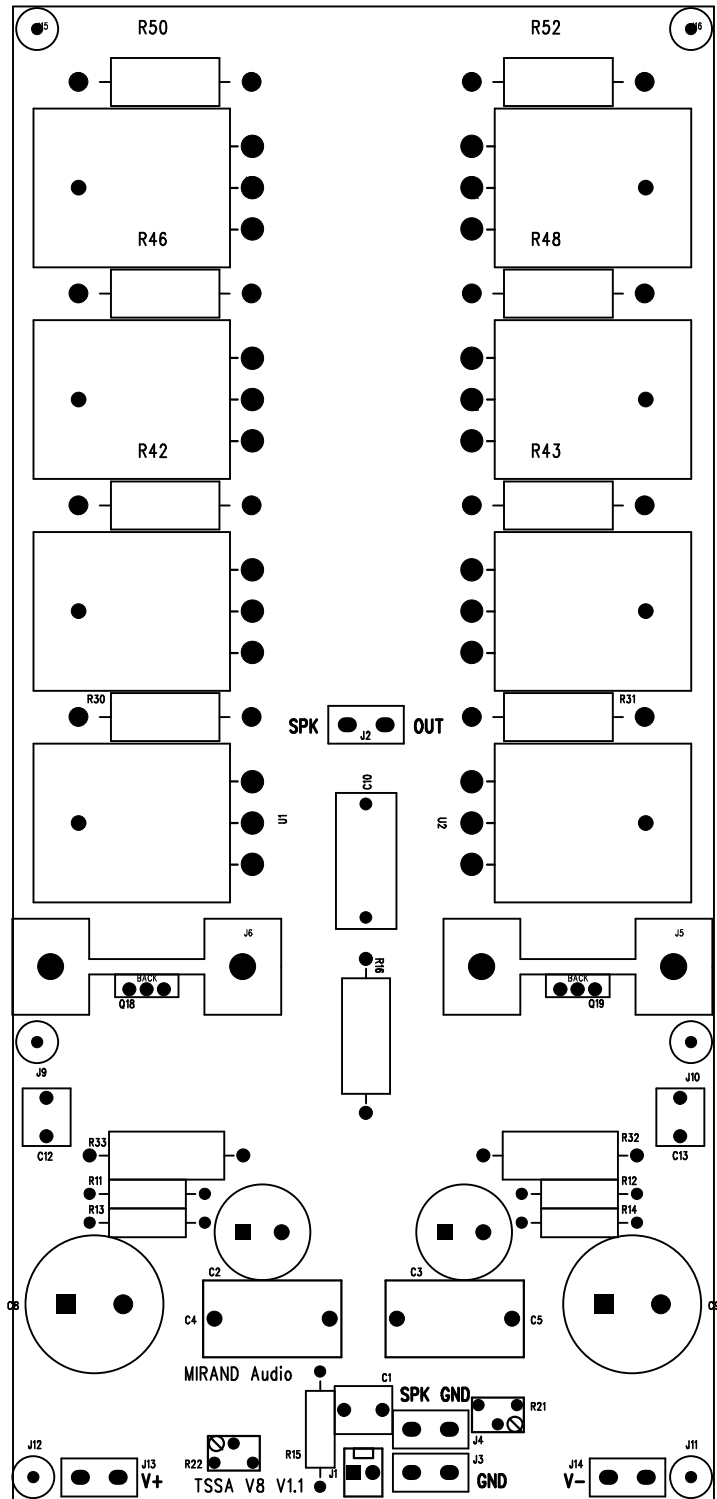 J5 J6
R50 R52
R46 R48
R42 R43
R30 R31
SPK J2 OUT
C10
U1 U2
J6 J5
BACK BACK
R16
Q18 Q19
J9 J10
C12 C13
R33 R32
R11 R12
R13 R14
C2 C3
C8 C9
C4 C5
MIRAND Audio
C1
SPK GND
R21
J12 J4 J11
R22 R15 J1 J3
J13 J14
V+ GND V-
TSSA V8 V1.1